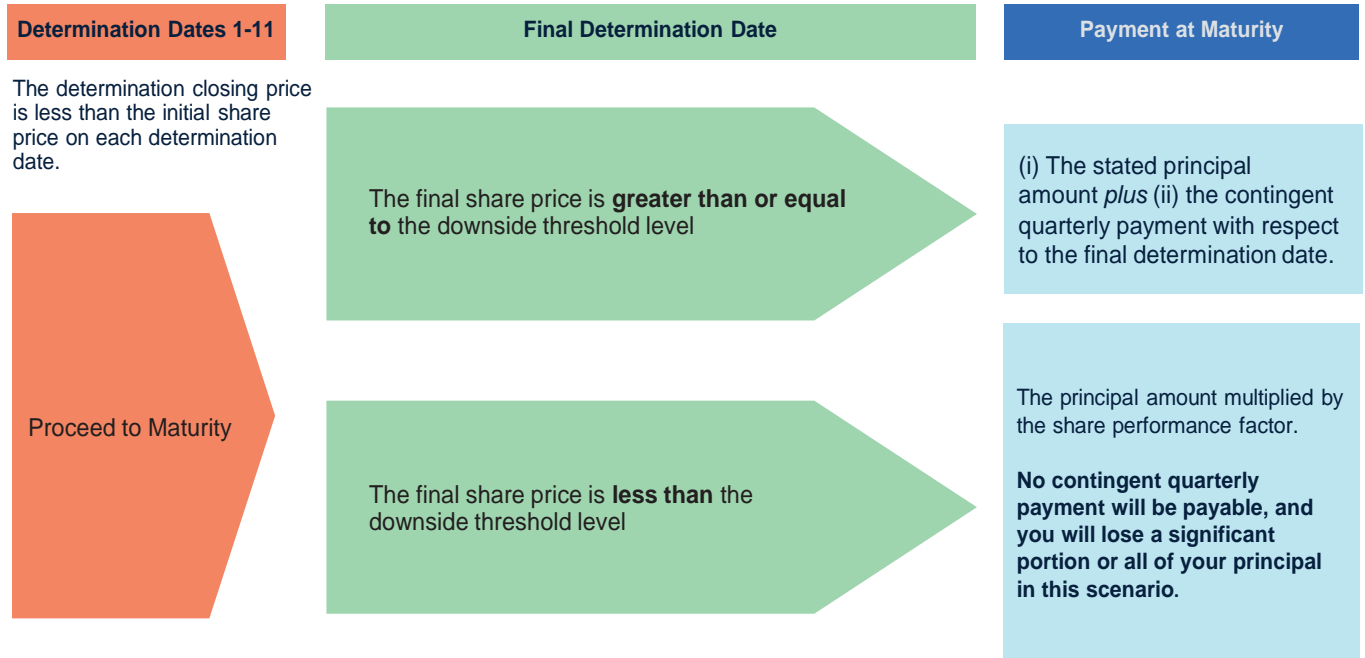 Determination Dates 1-11
Final Determination Date
Payment at Maturity
The determination closing price
is less than the initial share
price on each determination
date.
Proceed to Maturity
The final share price is greater than or equal
to the downside threshold level
(i) The stated principal
amount plus (ii) the contingent
quarterly payment with respect
to the final determination date.
The final share price is less than the
downside threshold level
The principal amount multiplied by
the share performance factor.
No contingent quarterly
payment will be payable, and
you will lose a significant
portion or all of your principal
in this scenario.